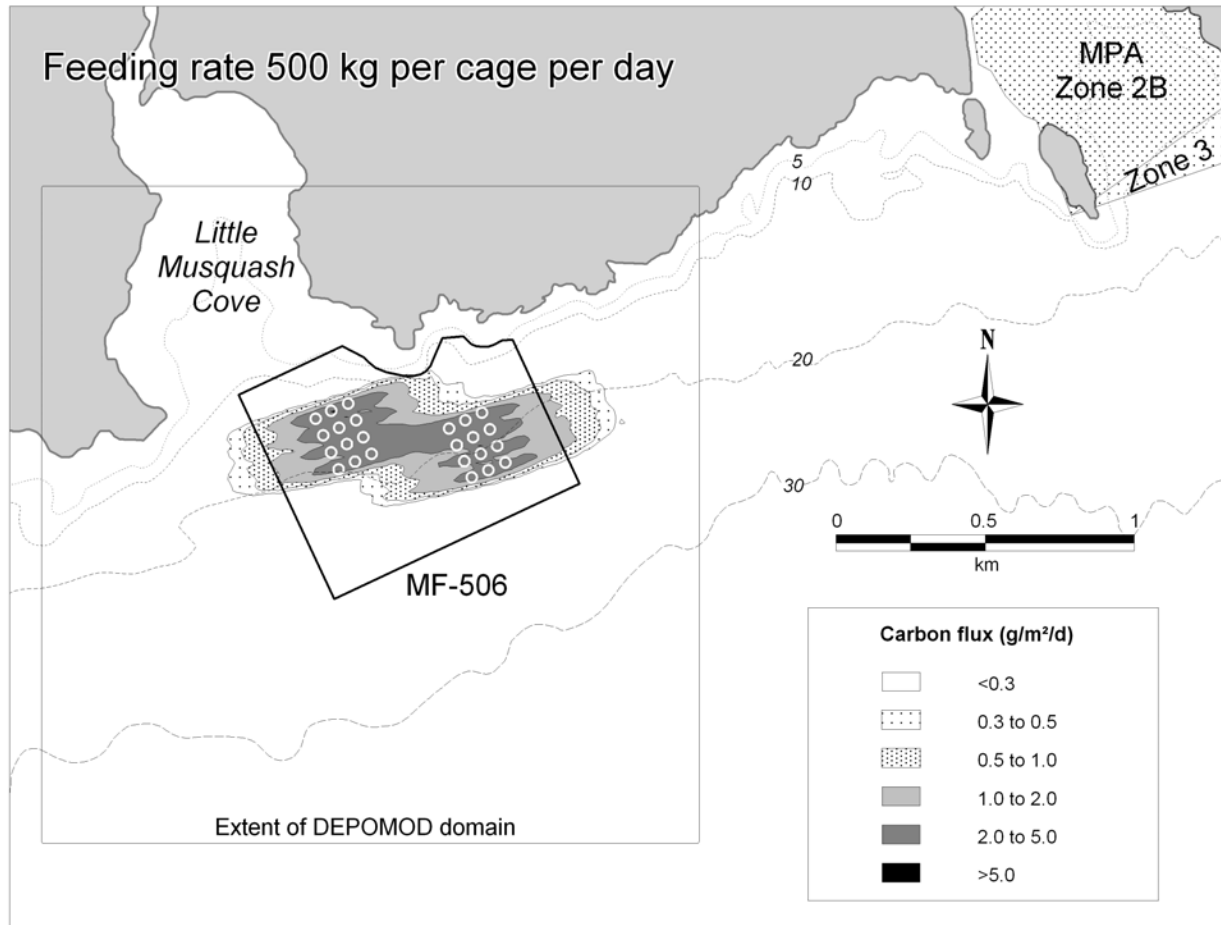 Feeding rate 500 kg per cage per day
MPA
Zone 2B
Zone 3
5
10
Little
Musquash
Cove
N
20
30
0 0.5 1
km
MF-506
Carbon flux (g/m²/d)
<0.3
0.3 to 0.5
0.5 to 1.0
1.0 to 2.0
2.0 to 5.0
>5.0
Extent of DEPOMOD domain